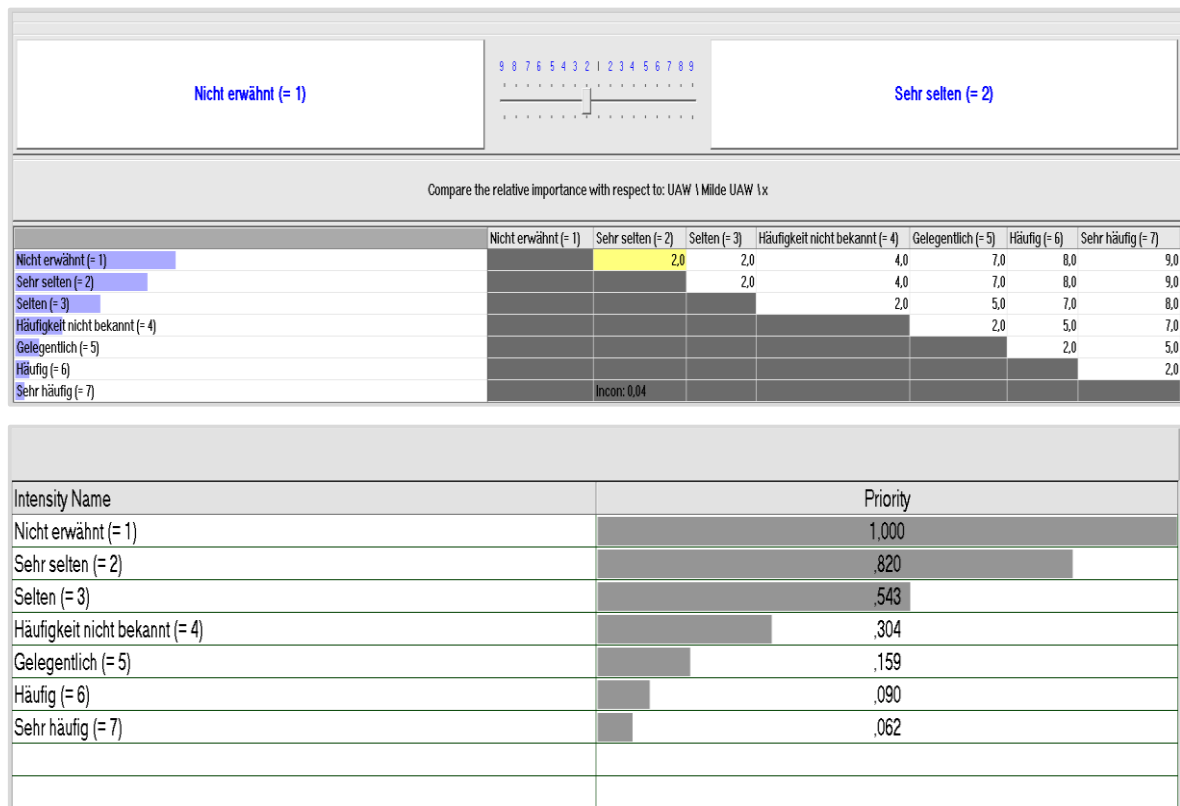 Nicht erwähnt (= 1)
9 8 7 6 5 4 3 2 1 2 3 4 5 6 7 8 9
Sehr selten (= 2)
Compare the relative importance with respect to: UAW \ Milde UAW \ x
Nicht erwähnt (= 1) Sehr selten (= 2) Selten (= 3) Häufigkeit nicht bekannt (= 4) Gelegentlich (= 5) Häufig (= 6) Sehr häufig (= 7)
Nicht erwähnt (= 1) 2,0 2,0 4,0 7,0 8,0 9,0
Sehr selten (= 2) 2,0 4,0 7,0 8,0 9,0
Selten (= 3) 2,0 5,0 7,0 8,0
Häufigkeit nicht bekannt (= 4) 2,0 5,0 7,0
Gelegentlich (= 5) 2,0 5,0
Häufig (= 6) 2,0
Sehr häufig (= 7) Incon: 0,04
Intensity Name Priority
Nicht erwähnt (= 1) 1,000
Sehr selten (= 2) ,820
Selten (= 3) ,543
Häufigkeit nicht bekannt (= 4) ,304
Gelegentlich (= 5) ,159
Häufig (= 6) ,090
Sehr häufig (= 7) ,062